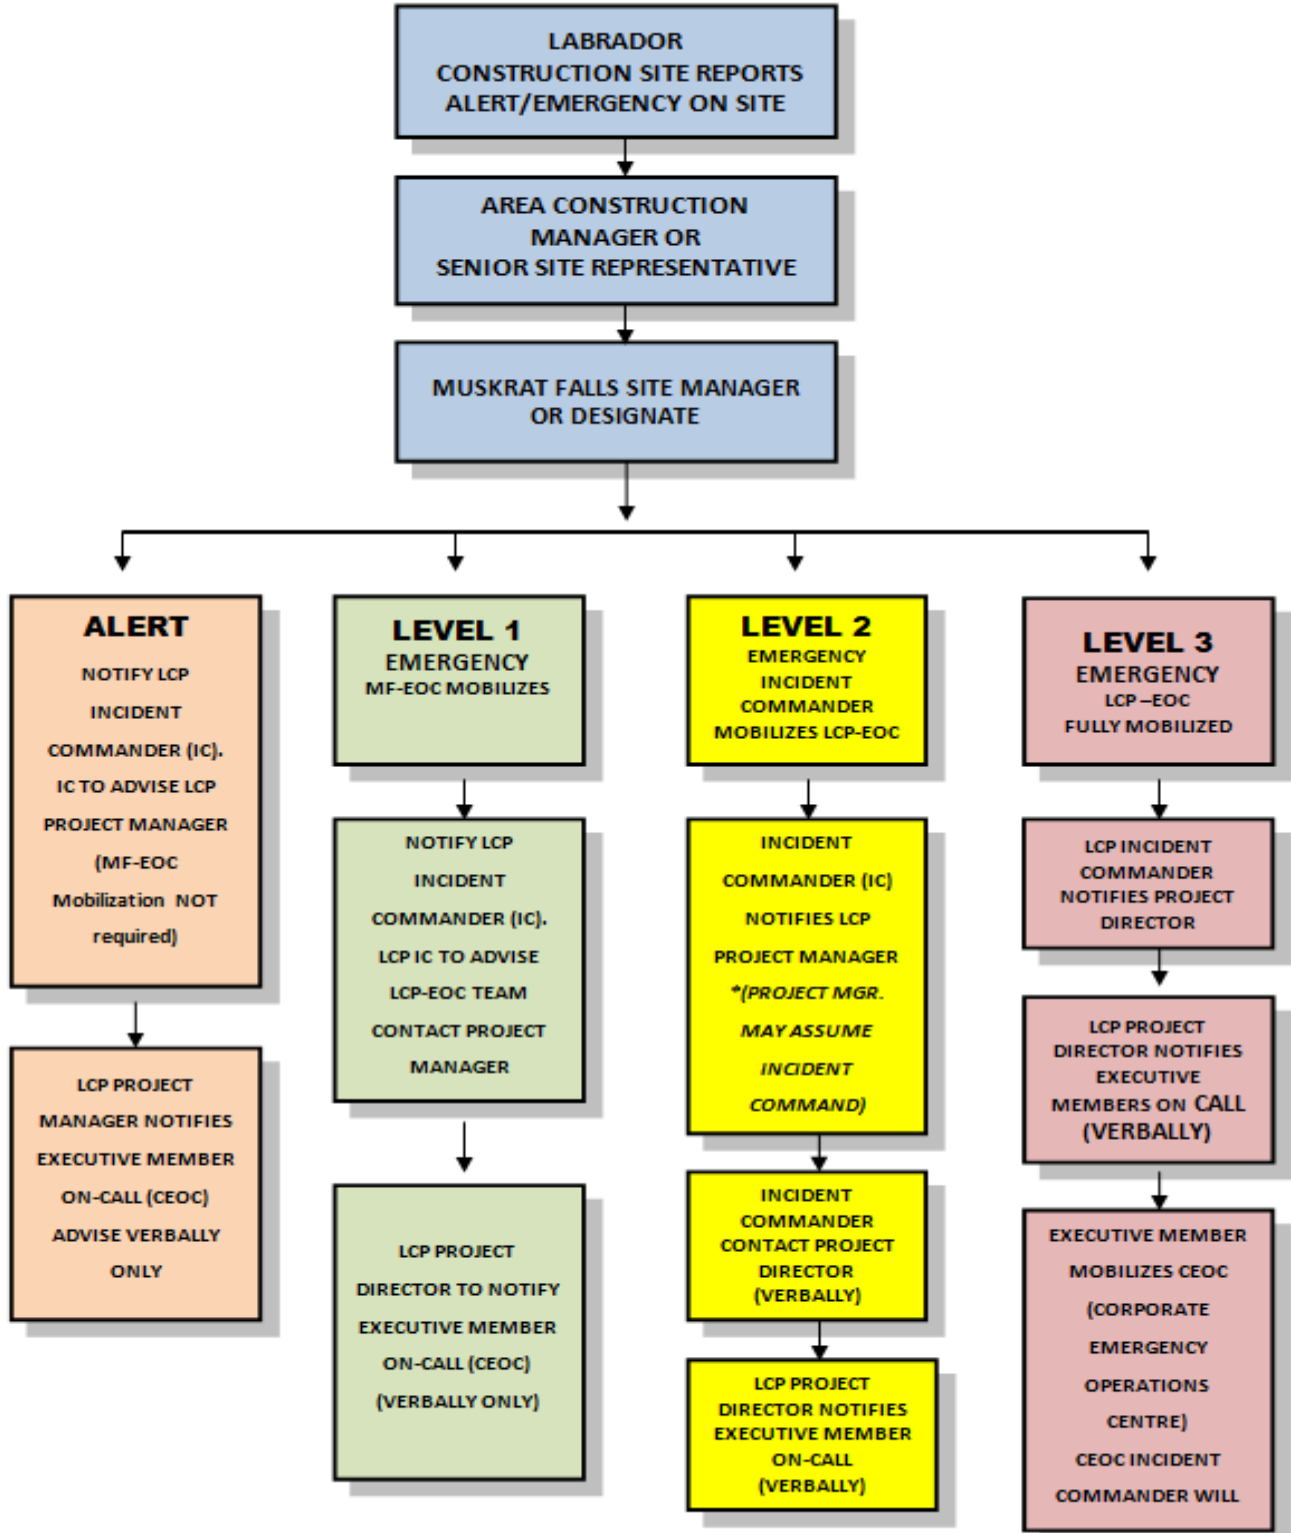 LABRADOR
CONSTRUCTION SITE REPORTS
ALERT/EMERGENCY ON SITE
AREA CONSTRUCTION
MANAGER OR
SENIOR SITE REPRESENTATIVE
MUSKRAT FALLS SITE MANAGER
OR DESIGNATE
ALERT
NOTIFY LCP
INCIDENT
COMMANDER (IC).
IC TO ADVISE LCP
PROJECT MANAGER
(MF-EOC
Mobilization NOT
required)
LCP PROJECT
MANAGER NOTIFIES
EXECUTIVE MEMBER
ON-CALL (CEOC)
ADVISE VERBALLY
ONLY
LEVEL 1
EMERGENCY
MF-EOC MOBILIZES
NOTIFY LCP
INCIDENT
COMMANDER (IC).
LCP IC TO ADVISE
LCP-EOC TEAM
CONTACT PROJECT
MANAGER
LCP PROJECT
DIRECTOR TO NOTIFY
EXECUTIVE MEMBER
ON-CALL (CEOC)
(VERBALLY ONLY)
LEVEL 2
EMERGENCY
INCIDENT
COMMANDER
MOBILIZES LCP-EOC
INCIDENT
COMMANDER (IC)
NOTIFIES LCP
PROJECT MANAGER
*(PROJECT MGR.
MAY ASSUME
INCIDENT
COMMAND)
INCIDENT
COMMANDER
CONTACT PROJECT
DIRECTOR
(VERBALLY)
LCP PROJECT
DIRECTOR NOTIFIES
EXECUTIVE MEMBER
ON-CALL
(VERBALLY)
LEVEL 3
EMERGENCY
LCP –EOC
FULLY MOBILIZED
LCP INCIDENT
COMMANDER
NOTIFIES PROJECT
DIRECTOR
LCP PROJECT
DIRECTOR NOTIFIES
EXECUTIVE
MEMBERS ON CALL
(VERBALLY)
EXECUTIVE MEMBER
MOBILIZES CEOC
(CORPORATE
EMERGENCY
OPERATIONS
CENTRE)
CEOC INCIDENT
COMMANDER WILL